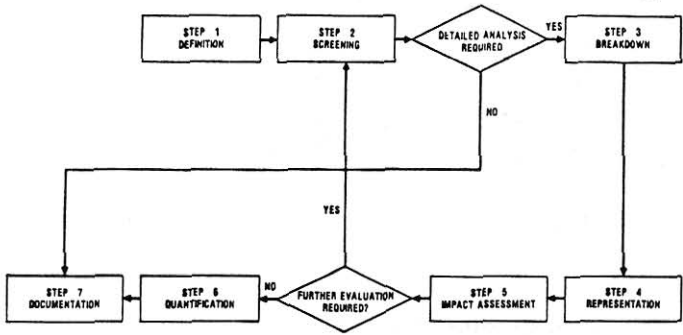 STEP 1
DEFINITION
STEP 2
SCREENING
DETAILED ANALYSIS
REQUIRED
YES
STEP 3
BREAKDOWN
NO
YES
STEP 7
DOCUMENTATION
STEP 6
QUANTIFICATION
NO
FURTHER EVALUATION
REQUIRED?
STEP 5
IMPACT ASSESSMENT
STEP 4
REPRESENTATION